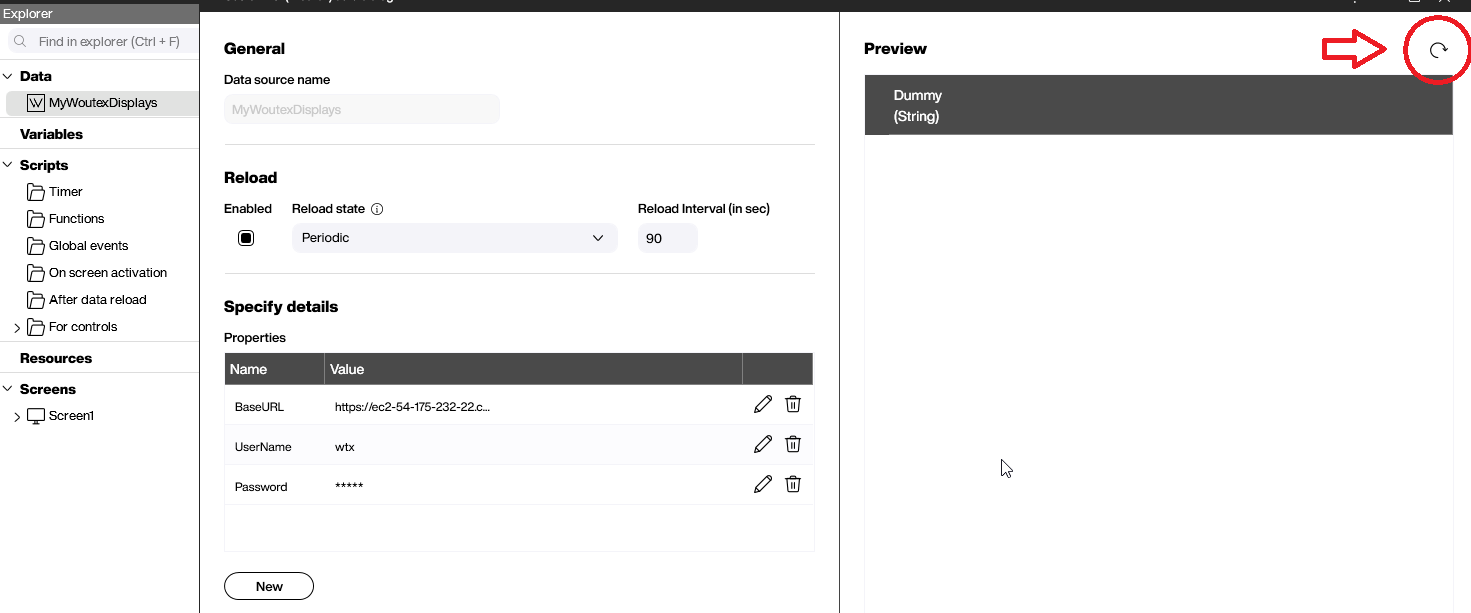 Explorer
Find in explorer (Ctrl + F)
Data
MyWoutexDisplays
Variables
Scripts
Timer
Functions
Global events
On screen activation
After data reload
For controls
Resources
Screens
Screen1
General
Data source name
MyWoutexDisplays
Reload
Enabled
Reload state
Reload Interval (in sec)
Periodic
90
Specify details
Properties
Name Value
BaseURL https://ec2-54-175-232-22.c...
UserName wtx
Password *****
New
Preview
Dummy
(String)